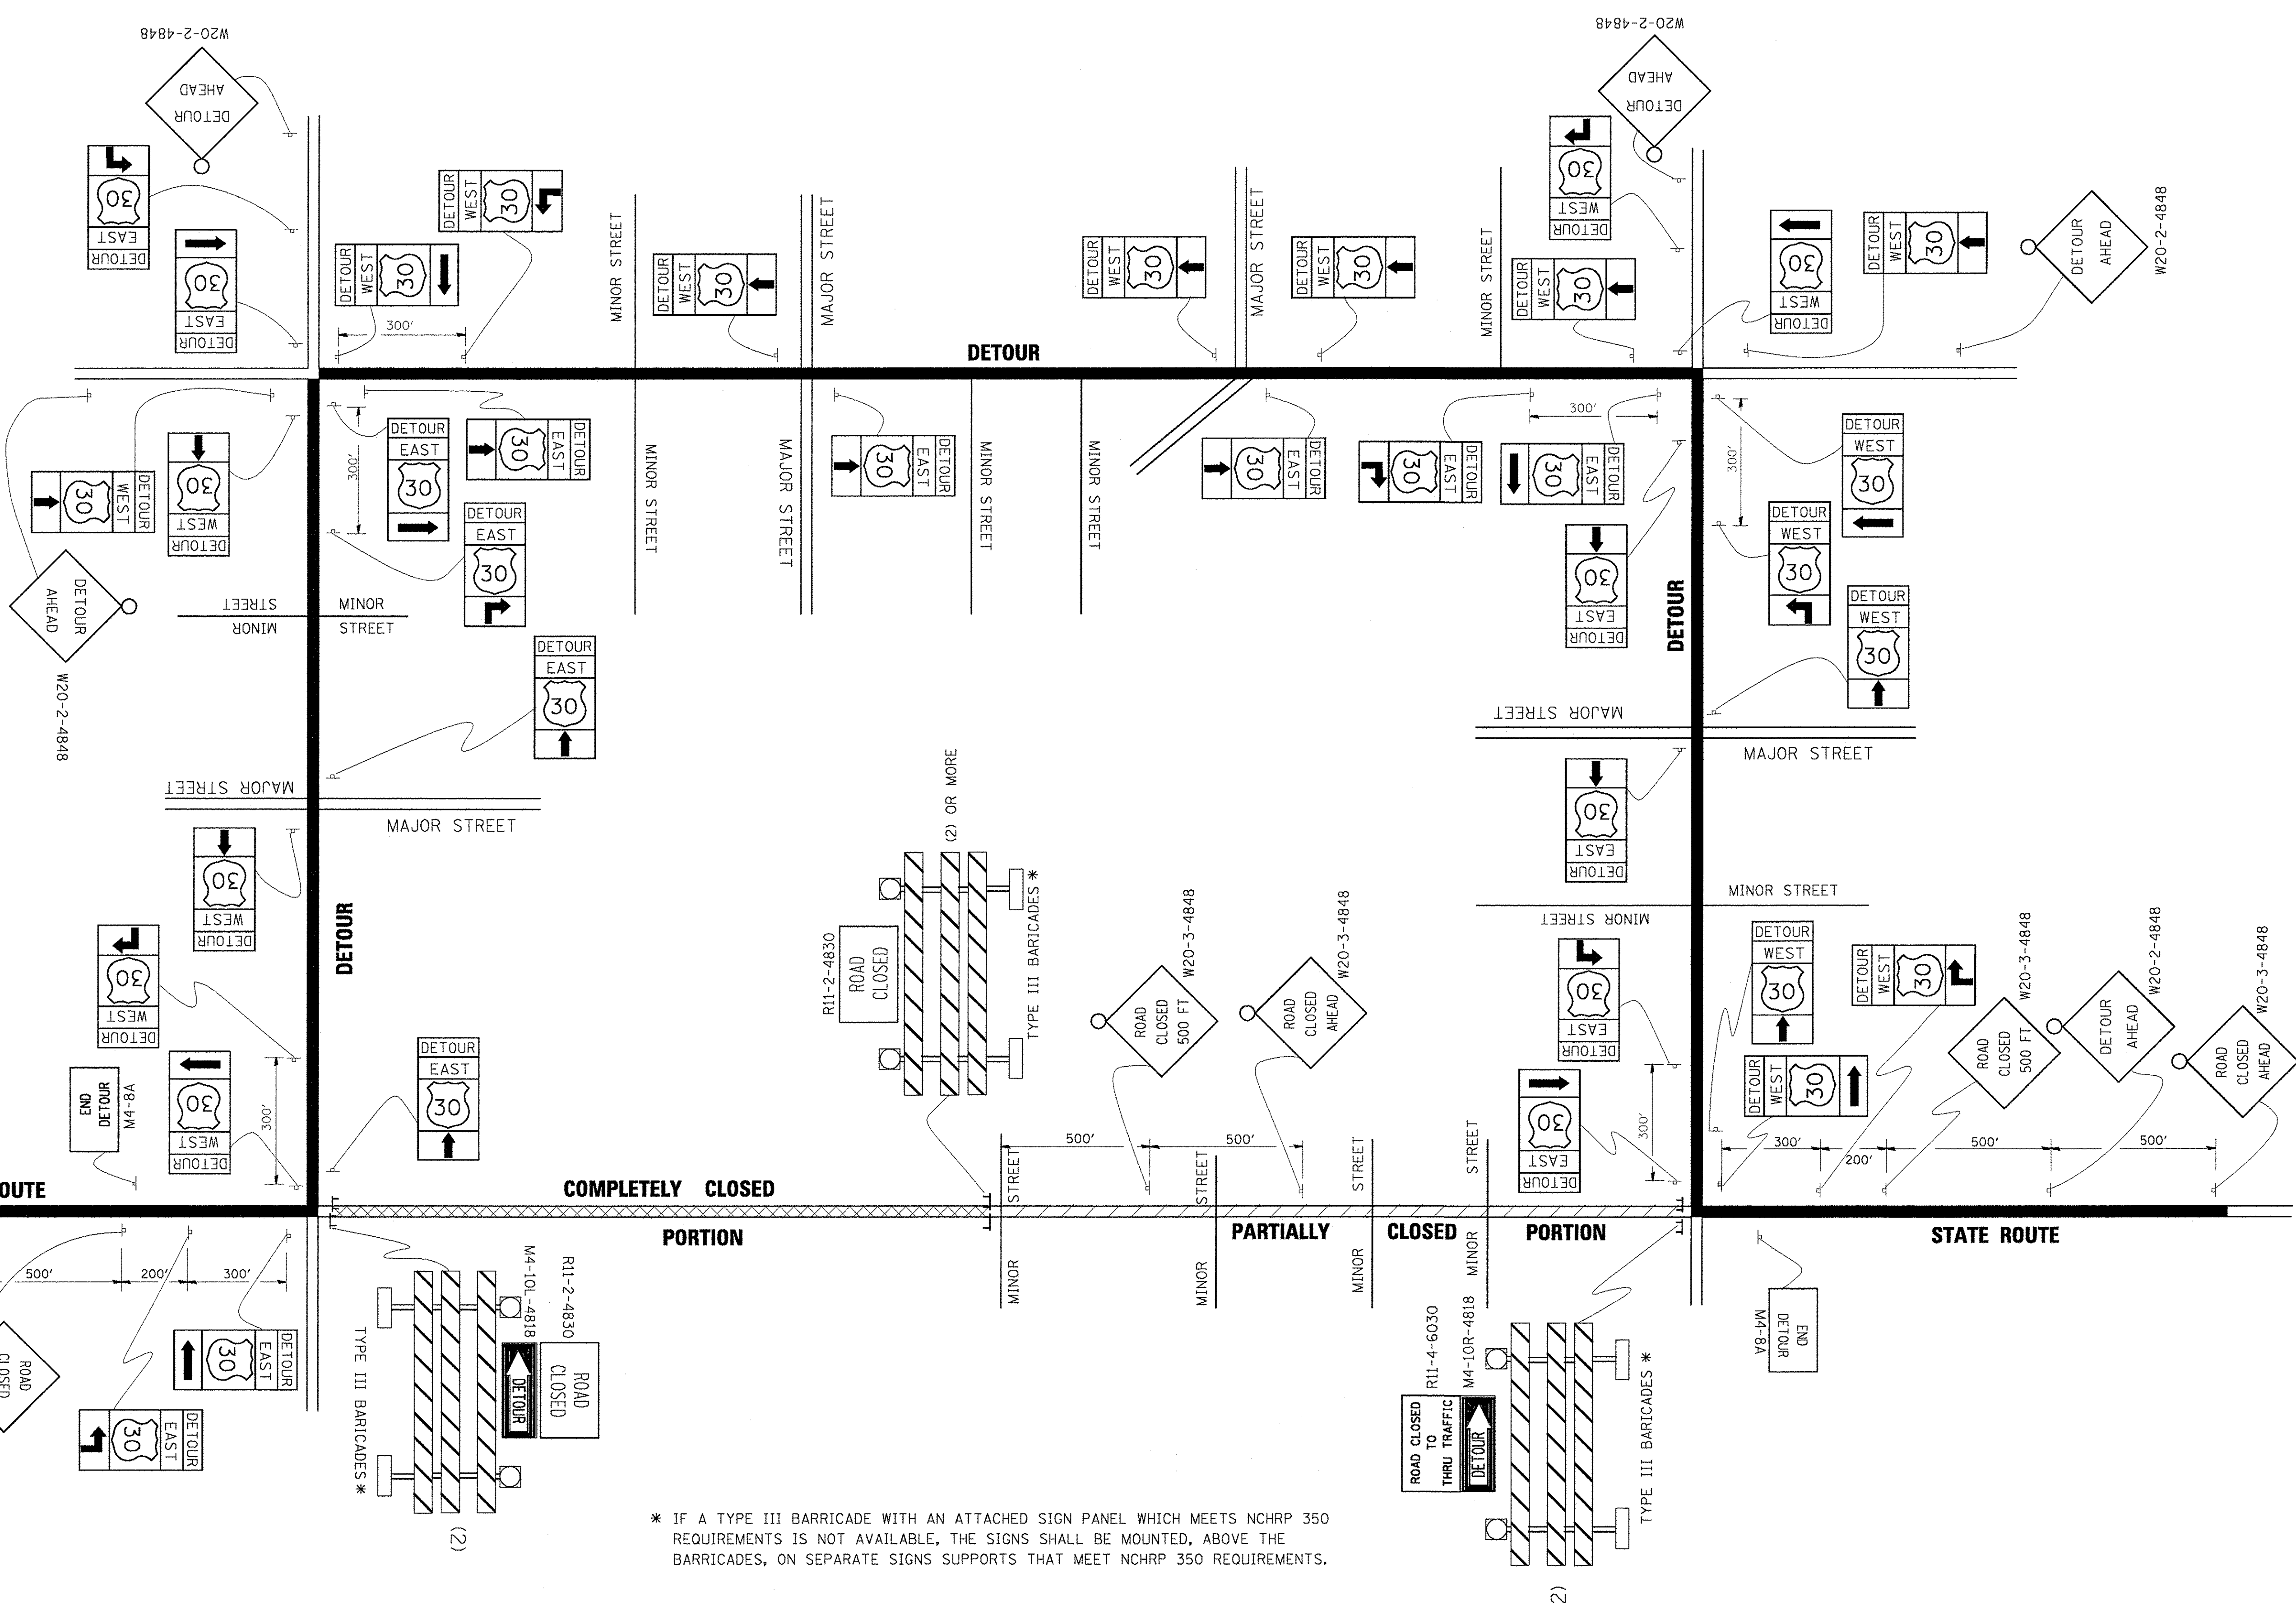 W20-2-4848
DETOUR
AHEAD
DETOUR
EAST
30
DETOUR
EAST
30
DETOUR
WEST
30
DETOUR
WEST
30
300'
MINOR STREET
DETOUR
WEST
30
MAJOR STREET
DETOUR
DETOUR
WEST
30
MAJOR STREET
DETOUR
WEST
30
MINOR STREET
DETOUR
WEST
30
W20-2-4848
DETOUR
AHEAD
DETOUR
WEST
30
DETOUR
WEST
30
DETOUR
WEST
30
DETOUR
AHEAD
W20-2-4848
DETOUR
WEST
30
DETOUR
WEST
30
DETOUR
AHEAD
W20-2-4848
300'
DETOUR
EAST
30
DETOUR
EAST
30
DETOUR
EAST
30
MINOR
STREET
MINOR
STREET
DETOUR
EAST
30
MINOR STREET
MAJOR STREET
DETOUR
EAST
30
MINOR STREET
MINOR STREET
DETOUR
EAST
30
DETOUR
EAST
30
DETOUR
EAST
30
300'
DETOUR
EAST
30
DETOUR
300'
DETOUR
WEST
30
DETOUR
WEST
30
DETOUR
WEST
30
MAJOR STREET
MAJOR STREET
MAJOR STREET
MAJOR STREET
DETOUR
WEST
30
DETOUR
WEST
30
DETOUR
WEST
30
300'
END
DETOUR
M4-8A
DETOUR
DETOUR
EAST
30
R11-2-4830
ROAD
CLOSED
(2) OR MORE
TYPE III BARICADES *
ROAD
CLOSED
500 FT
W20-3-4848
ROAD
CLOSED
AHEAD
W20-3-4848
DETOUR
EAST
30
MINOR STREET
MINOR STREET
DETOUR
EAST
30
DETOUR
EAST
30
300'
DETOUR
WEST
30
DETOUR
WEST
30
DETOUR
WEST
30
ROAD
CLOSED
500 FT
W20-3-4848
DETOUR
AHEAD
W20-2-4848
ROAD
CLOSED
AHEAD
W20-3-4848
300'
200'
500'
500'
500'
500'
MINOR STREET
MINOR STREET
MINOR STREET
MINOR STREET
OUTE
COMPLETELY CLOSED
PORTION
PARTIALLY CLOSED PORTION
STATE ROUTE
500'
200'
300'
ROAD
CLOSED
DETOUR
EAST
30
DETOUR
EAST
30
TYPE III BARICADES *
(2)
M4-10L-4818
DETOUR
R11-2-4830
ROAD
CLOSED
R11-4-6030
ROAD CLOSED
TO
THRU TRAFFIC
M4-10R-4818
DETOUR
TYPE III BARICADES *
2)
END
DETOUR
M4-8A
* IF A TYPE III BARRICADE WITH AN ATTACHED SIGN PANEL WHICH MEETS NCHRP 350
REQUIREMENTS IS NOT AVAILABLE, THE SIGNS SHALL BE MOUNTED, ABOVE THE
BARRICADES, ON SEPARATE SIGNS SUPPORTS THAT MEET NCHRP 350 REQUIREMENTS.